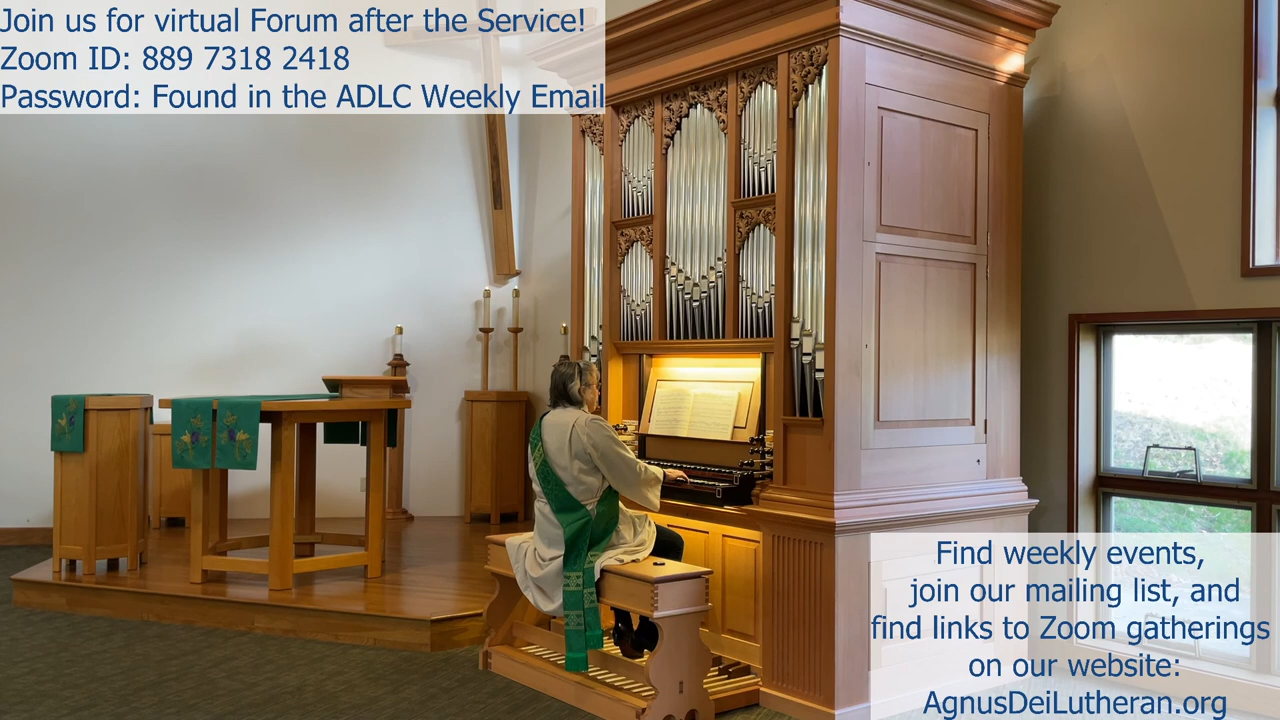 Join us for virtual Forum after the Service!
Zoom ID: 889 7318 2418
Password: Found in the ADLC Weekly Email
Find weekly events,
join our mailing list, and
find links to Zoom gatherings
on our website:
AgnusDeiLutheran.org